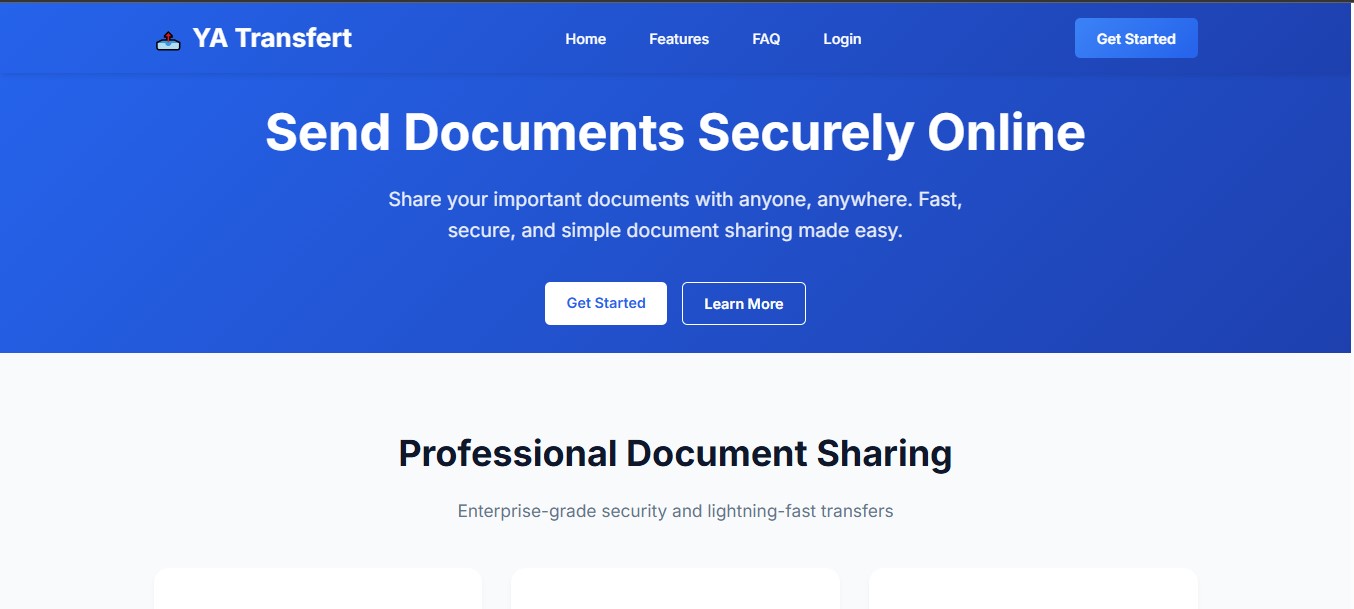 YA Transfert
Home
Features
FAQ
Login
Get Started
Send Documents Securely Online
Share your important documents with anyone, anywhere. Fast,
secure, and simple document sharing made easy.
Get Started
Learn More
Professional Document Sharing
Enterprise-grade security and lightning-fast transfers